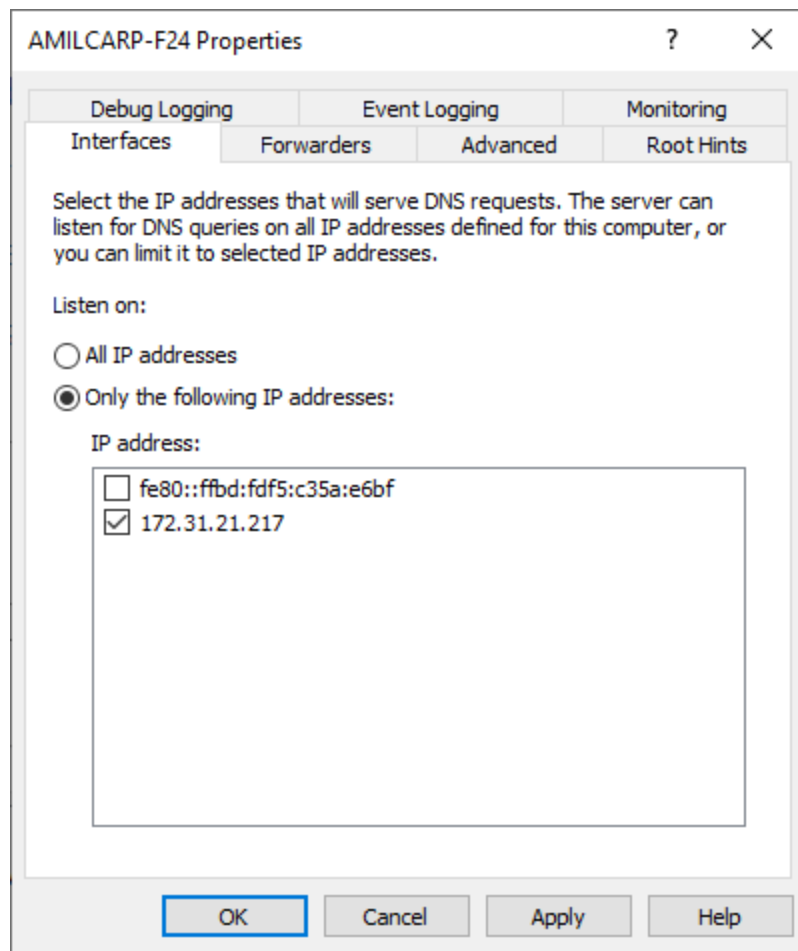 AMILCARP-F24 Properties
?
Debug Logging
Event Logging
Monitoring
Interfaces
Forwarders
Advanced
Root Hints
Select the IP addresses that will serve DNS requests. The server can
listen for DNS queries on all IP addresses defined for this computer, or
you can limit it to selected IP addresses.
Listen on:
All IP addresses
Only the following IP addresses:
IP address:
fe80::ffbd:fdf5:c35a:e6bf
172.31.21.217
OK
Cancel
Apply
Help